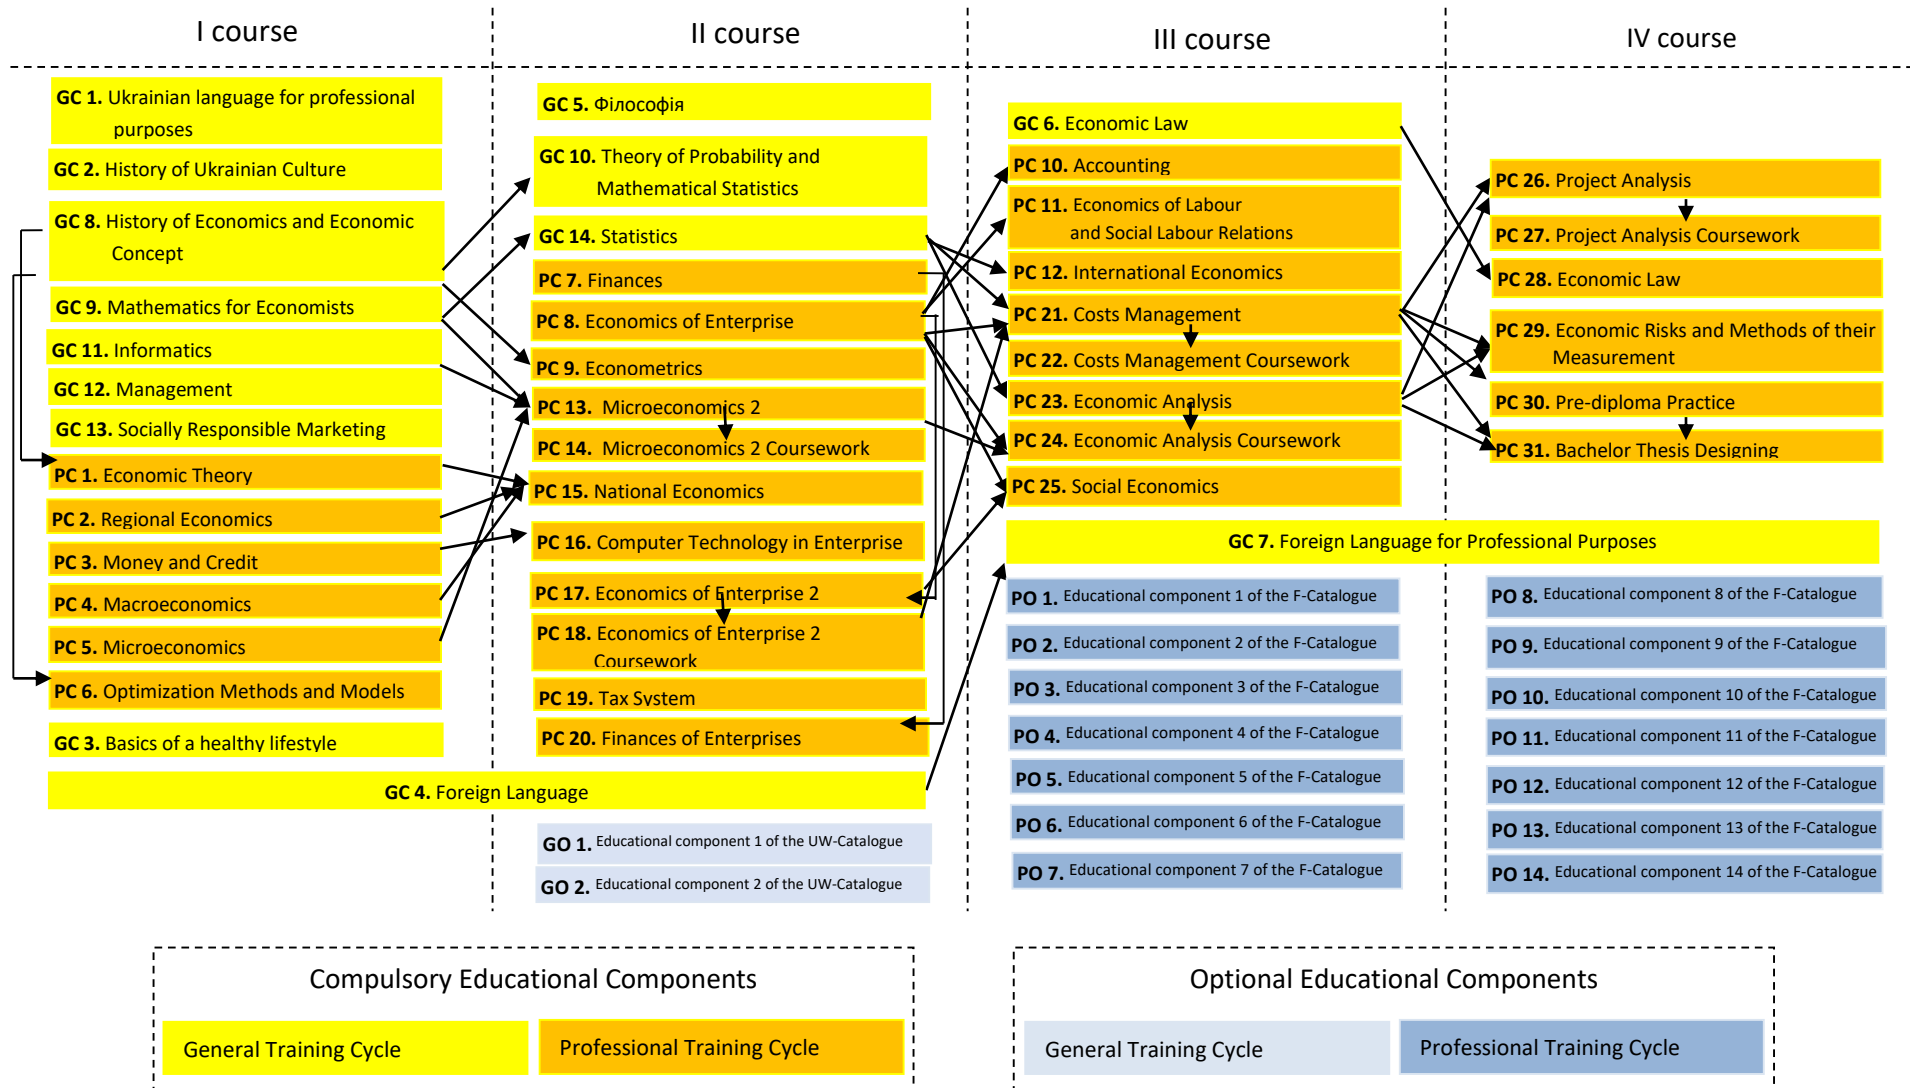 I course
II course
III course
IV course
GC 1. Ukrainian language for professional
purposes
GC 2. History of Ukrainian Culture
GC 8. History of Economics and Economic
Concept
GC 9. Mathematics for Economists
GC 11. Informatics
GC 12. Management
GC 13. Socially Responsible Marketing
PC 1. Economic Theory
PC 2. Regional Economics
PC 3. Money and Credit
PC 4. Macroeconomics
PC 5. Microeconomics
PC 6. Optimization Methods and Models
GC 3. Basics of a healthy lifestyle
GC 4. Foreign Language
GC 5. Філософія
GC 10. Theory of Probability and
Mathematical Statistics
GC 14. Statistics
PC 7. Finances
PC 8. Economics of Enterprise
PC 9. Econometrics
PC 13. Microeconomics 2
PC 14. Microeconomics 2 Coursework
PC 15. National Economics
PC 16. Computer Technology in Enterprise
PC 17. Economics of Enterprise 2
PC 18. Economics of Enterprise 2
Coursework
PC 19. Tax System
PC 20. Finances of Enterprises
GO 1. Educational component 1 of the UW-Catalogue
GO 2. Educational component 2 of the UW-Catalogue
GC 6. Economic Law
PC 10. Accounting
PC 11. Economics of Labour
and Social Labour Relations
PC 12. International Economics
PC 21. Costs Management
PC 22. Costs Management Coursework
PC 23. Economic Analysis
PC 24. Economic Analysis Coursework
PC 25. Social Economics
GC 7. Foreign Language for Professional Purposes
PO 1. Educational component 1 of the F-Catalogue
PO 2. Educational component 2 of the F-Catalogue
PO 3. Educational component 3 of the F-Catalogue
PO 4. Educational component 4 of the F-Catalogue
PO 5. Educational component 5 of the F-Catalogue
PO 6. Educational component 6 of the F-Catalogue
PO 7. Educational component 7 of the F-Catalogue
PC 26. Project Analysis
PC 27. Project Analysis Coursework
PC 28. Economic Law
PC 29. Economic Risks and Methods of their
Measurement
PC 30. Pre-diploma Practice
PC 31. Bachelor Thesis Designing
PO 8. Educational component 8 of the F-Catalogue
PO 9. Educational component 9 of the F-Catalogue
PO 10. Educational component 10 of the F-Catalogue
PO 11. Educational component 11 of the F-Catalogue
PO 12. Educational component 12 of the F-Catalogue
PO 13. Educational component 13 of the F-Catalogue
PO 14. Educational component 14 of the F-Catalogue
Compulsory Educational Components
General Training Cycle
Professional Training Cycle
Optional Educational Components
General Training Cycle
Professional Training Cycle